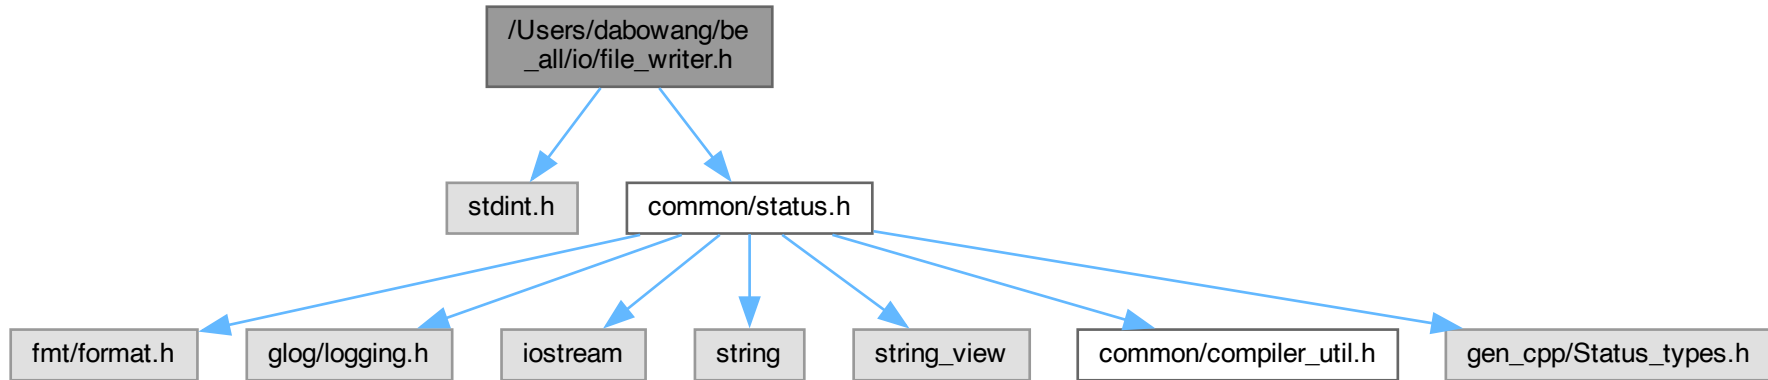 /Users/dabowang/be
_all/io/file_writer.h
stdint.h
common/status.h
fmt/format.h
glog/logging.h
iostream
string
string_view
common/compiler_util.h
gen_cpp/Status_types.h